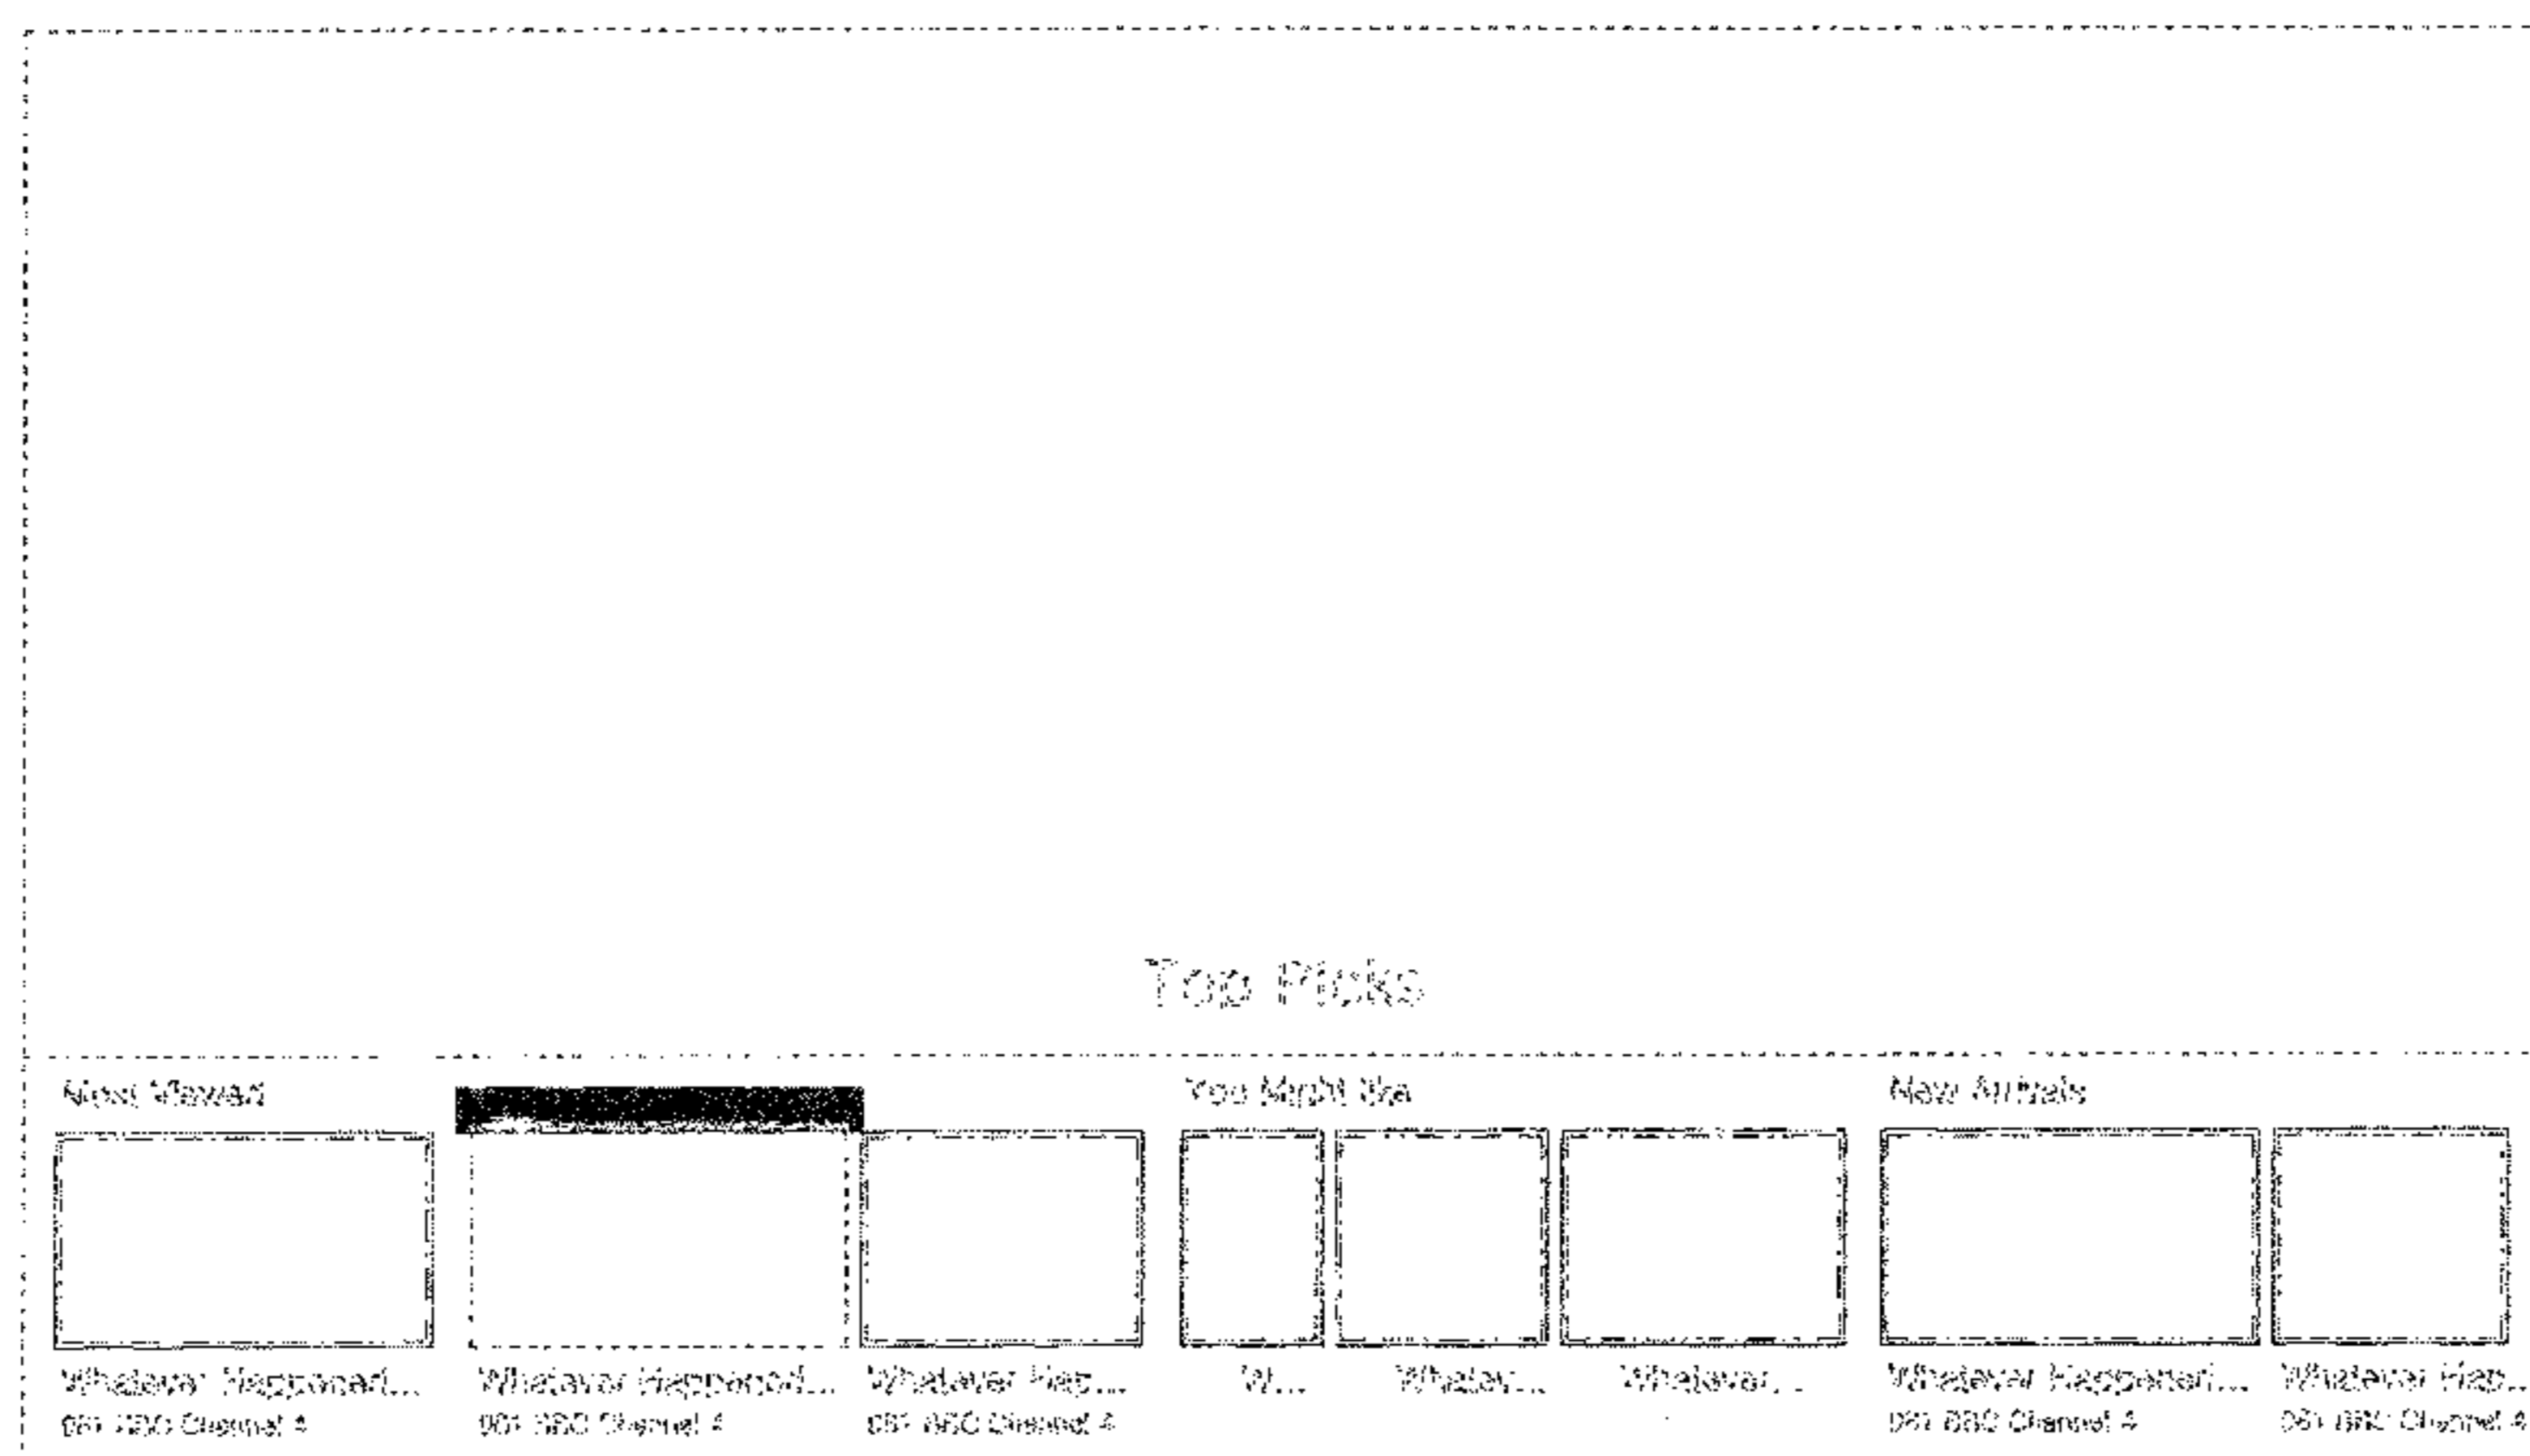 Top Picks
Most Viewed
You Might like
New Arrivals
Whatever Happened...
Whatever Happened...
Whatever Hap...
W...
Whatev...
Whatever...
Whatever Happened...
Whatever Hap...
061 BBC Channel 4
061 BBC Channel 4
061 BBC Channel 4
061 BBC Channel 4
061 BBC Channel 4